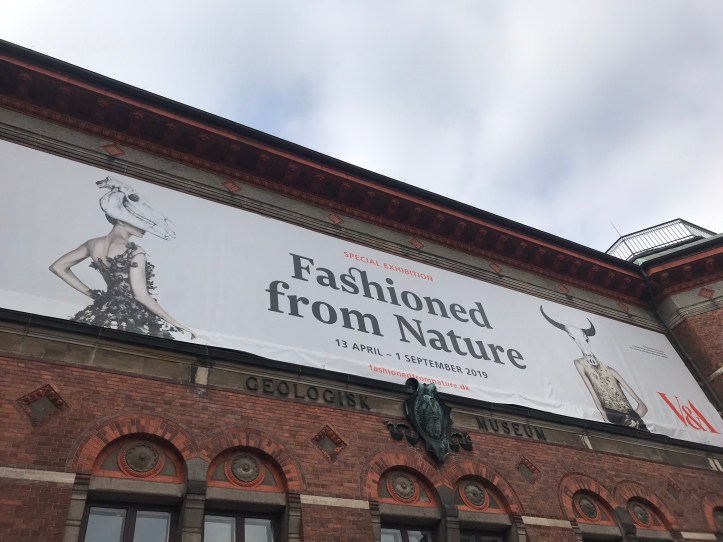 SPECIAL EXHIBITION
Fashioned
from Nature
13 APRIL – 1 SEPTEMBER 2019
fashionedfromnature.dk
V&A
GEOLOGISK MUSEUM